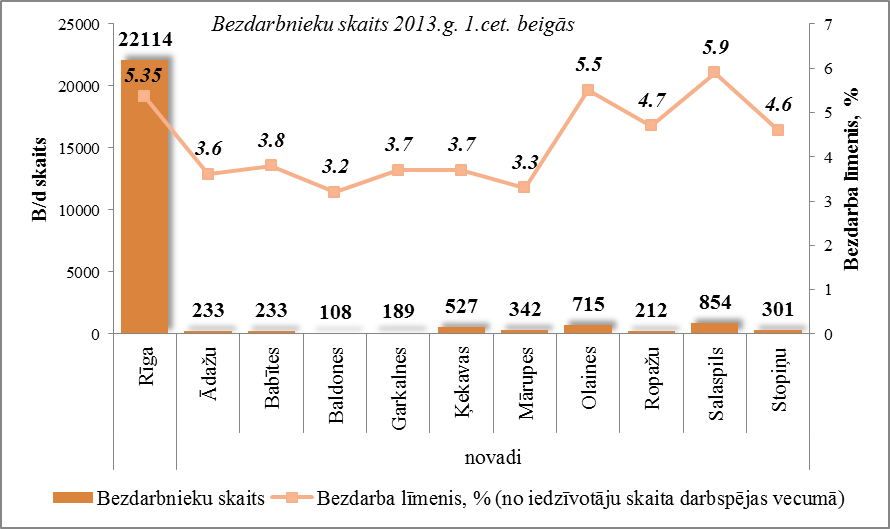 Bezdarbnieku skaits 2013.g. 1.cet. beigās
B/d skaits
25000
20000
15000
10000
5000
0
22114
233
233
108
189
527
342
715
212
854
301
5.35
3.6
3.8
3.2
3.7
3.7
3.3
5.5
4.7
5.9
4.6
7
6
5
4
3
2
1
0
Bezdarba līmenis, %
Rīga
Ādažu
Babītes
Baldones
Garkalnes
Ķekavas
Mārupes
Olaines
Ropažu
Salaspils
Stopiņu
novadi
Bezdarbnieku skaits
Bezdarba līmenis, % (no iedzīvotāju skaita darbspējas vecumā)